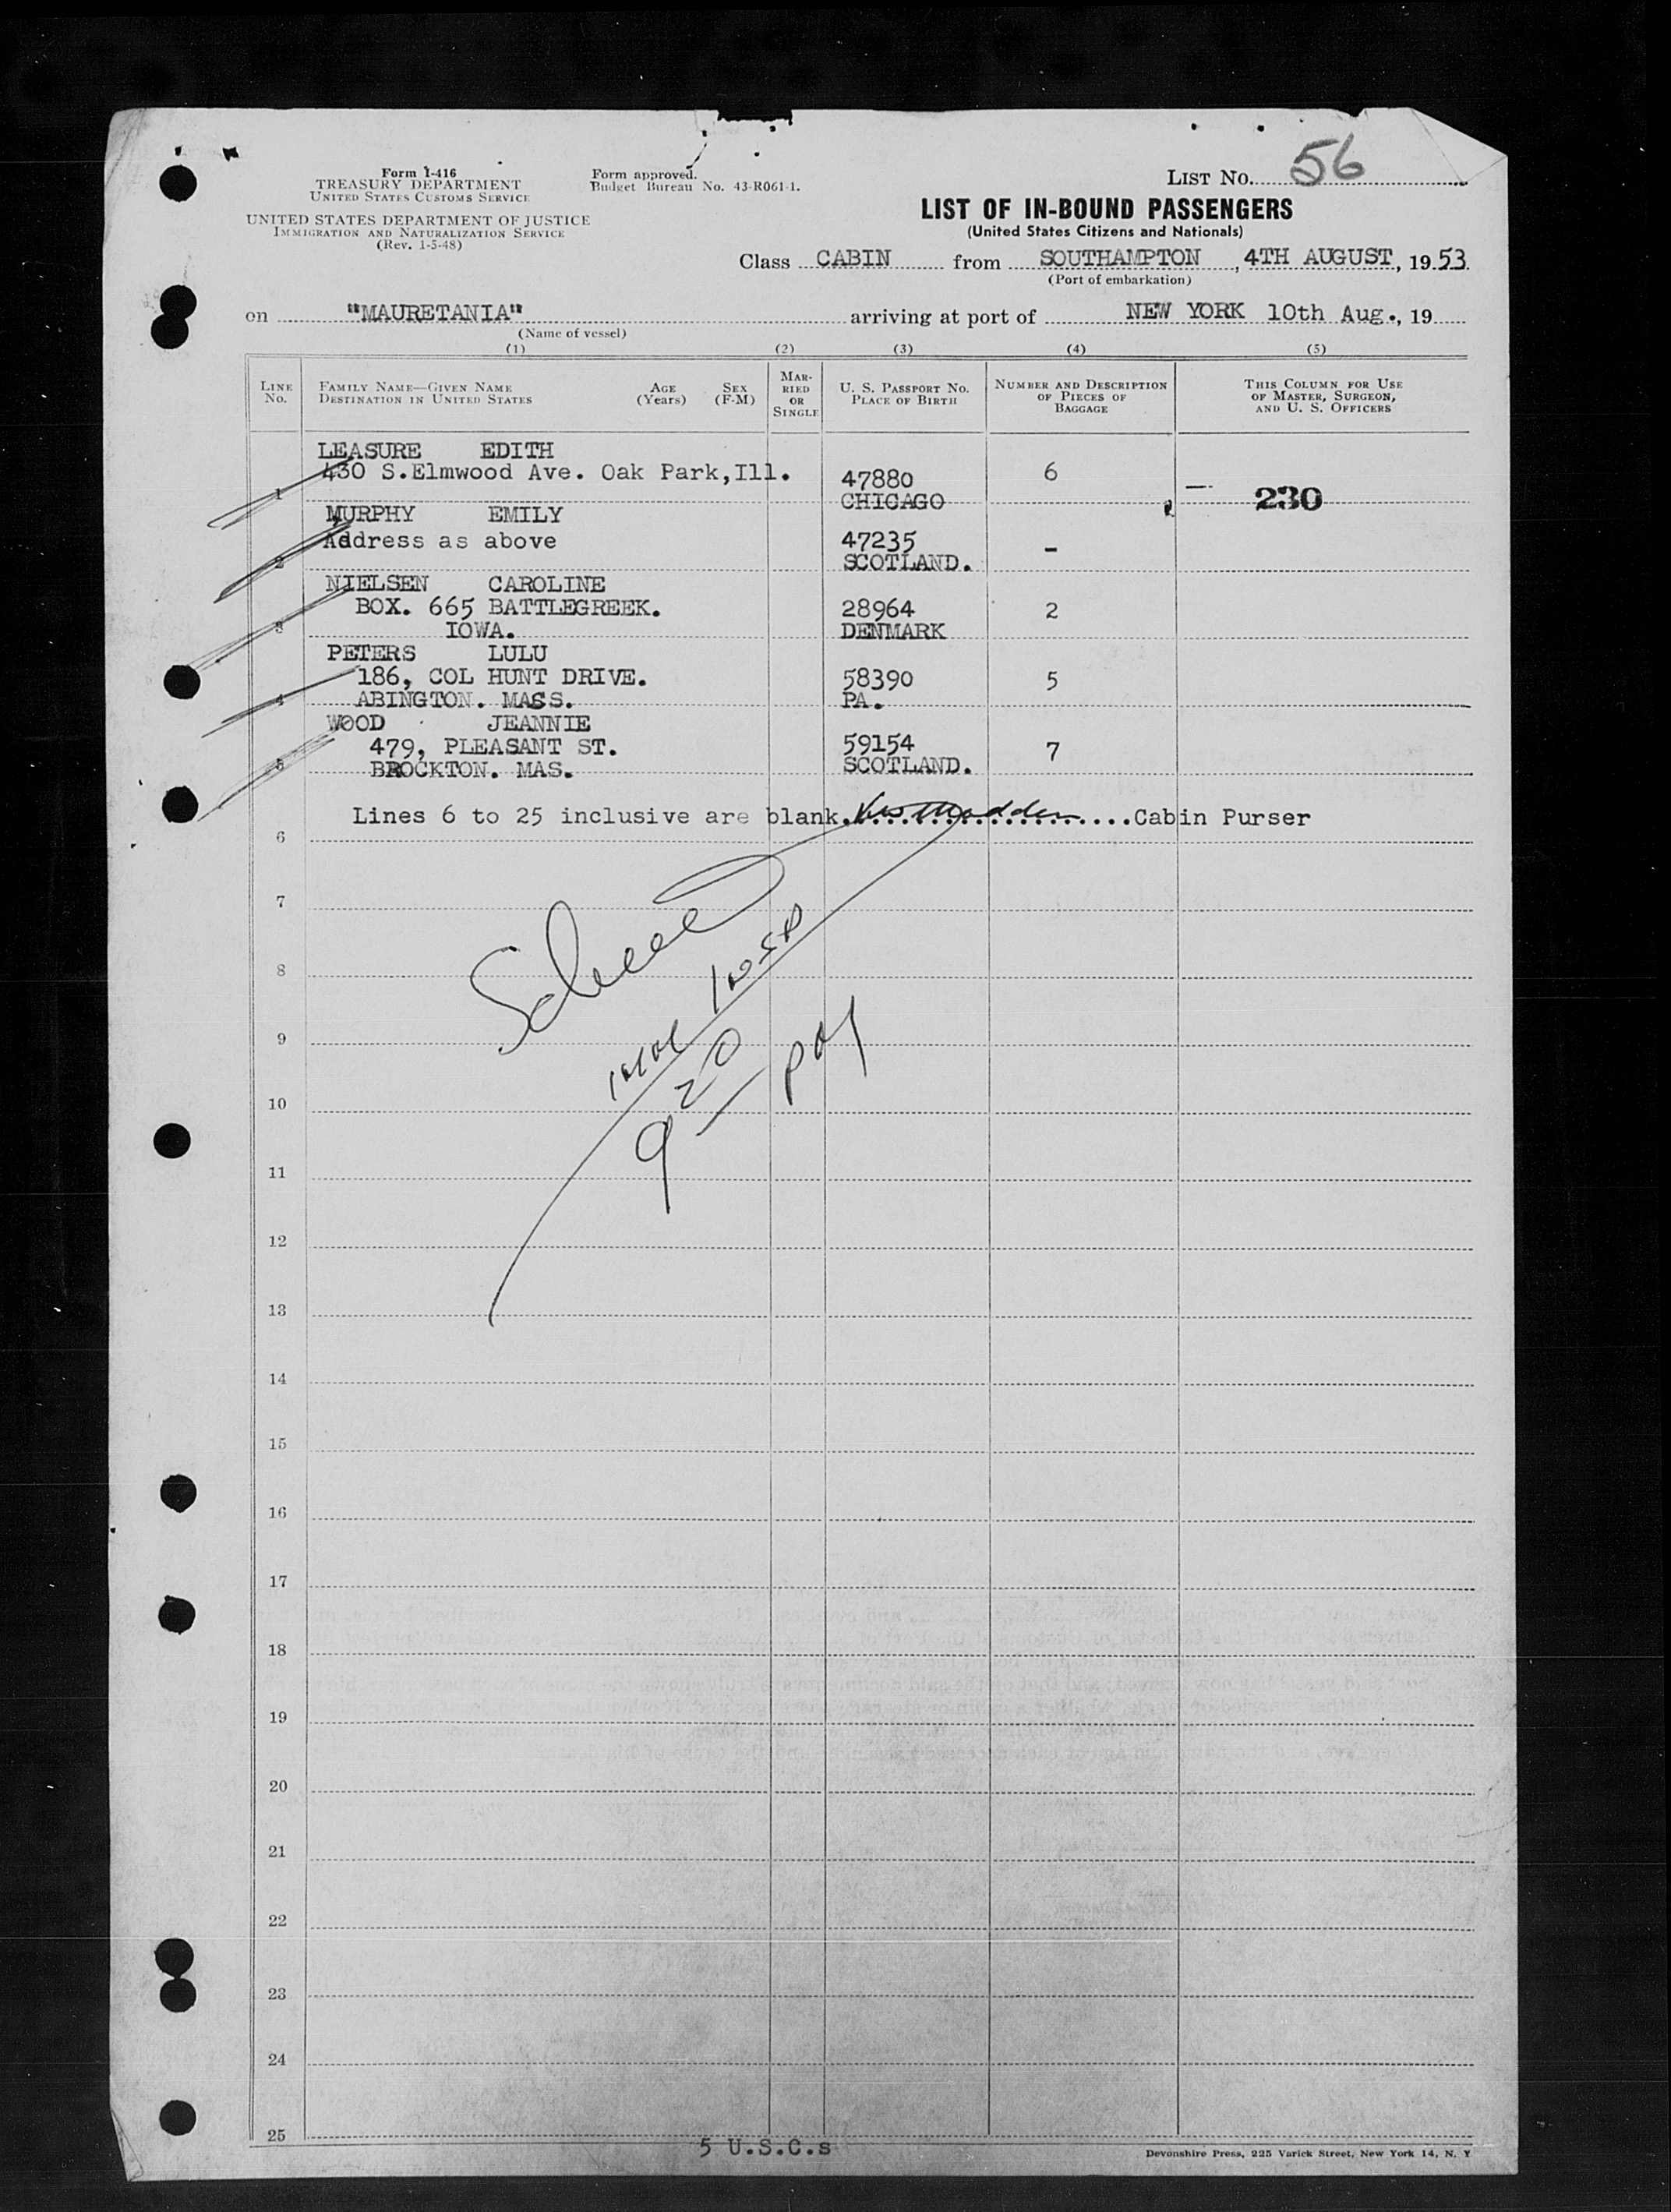 Form I-416
TREASURY DEPARTMENT
UNITED STATES CUSTOMS SERVICE
UNITED STATES DEPARTMENT OF JUSTICE
IMMIGRATION AND NATURALIZATION SERVICE
(Rev. 1-5-48)
Form approved.
Budget Bureau No. 43-R061-1.
LIST NO. 56
LIST OF IN-BOUND PASSENGERS
(United States Citizens and Nationals)
Class CABIN from SOUTHAMPTON, 4TH AUGUST, 1953
(Port of embarkation)
on "MAURETANIA" arriving at port of NEW YORK 10th Aug., 19
(Name of vessel)
(1) (2) (3) (4) (5)
LINE NO. FAMILY NAME—GIVEN NAME DESTINATION IN UNITED STATES AGE (Years) SEX (F-M) MARRIED OR SINGLE U. S. PASSPORT NO. PLACE OF BIRTH NUMBER AND DESCRIPTION OF PIECES OF BAGGAGE THIS COLUMN FOR USE OF MASTER, SURGEON, AND U. S. OFFICERS
LEASURE EDITH
430 S.Elmwood Ave. Oak Park,Ill. 47880 6
1 CHICAGO 230
MURPHY EMILY
Address as above 47235 -
2 SCOTLAND.
NIELSEN CAROLINE
BOX. 665 BATTLEGREEK. 28964 2
3 IOWA. DENMARK
PETERS LULU
186, COL HUNT DRIVE. 58390 5
4 ABINGTON. MASS. PA.
WOOD JEANNIE
479, PLEASANT ST. 59154 7
5 BROCKTON. MAS. SCOTLAND.
Lines 6 to 25 inclusive are blank. Cabin Purser
6
7
8
9
10
920 pay
11
12
13
14
15
16
17
18
19
20
21
22
23
24
25
5 U.S.C.s
Devonshire Press, 225 Varick Street, New York 14, N. Y